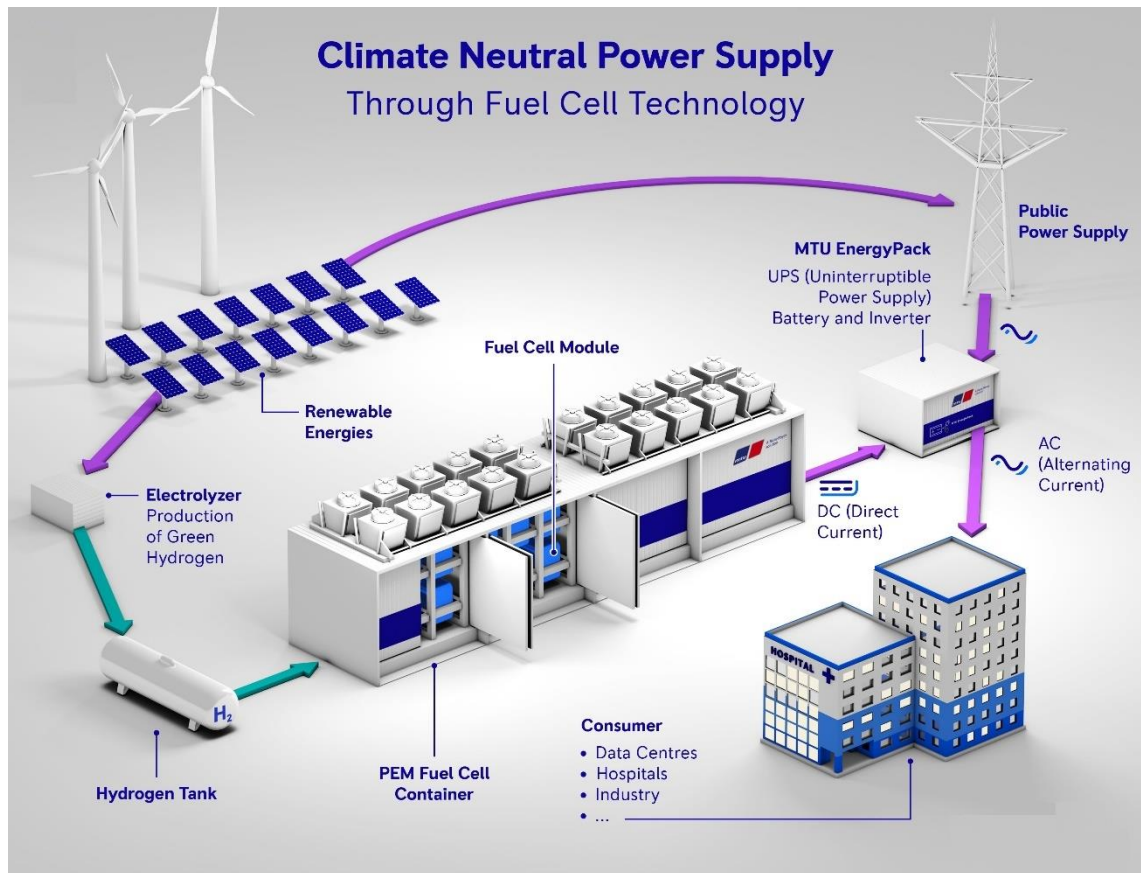 Climate Neutral Power Supply
Through Fuel Cell Technology
Public
Power Supply
MTU EnergyPack
UPS (Uninterruptible
Power Supply)
Battery and Inverter
Fuel Cell Module
Renewable
Energies
Electrolyzer
Production
of Green
Hydrogen
AC
(Alternating
Current)
DC (Direct
Current)
H₂
HOSPITAL
Hydrogen Tank
PEM Fuel Cell
Container
Consumer
• Data Centres
• Hospitals
• Industry
• ...